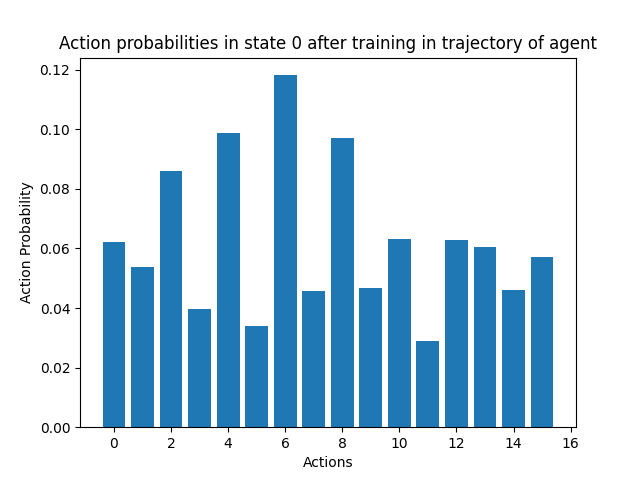 Action probabilities in state 0 after training in trajectory of agent
0.12
0.10
0.08
0.06
0.04
0.02
0.00
Action Probability
0 2 4 6 8 10 12 14 16
Actions